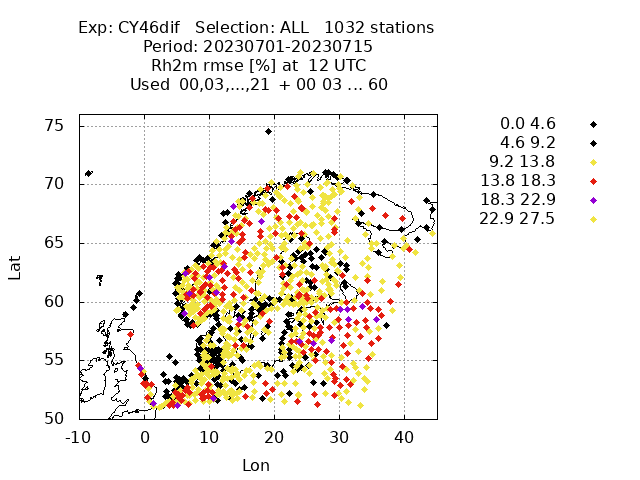 Exp: CY46dif   Selection: ALL   1032 stations
Period: 20230701-20230715
Rh2m rmse [%] at  12 UTC
Used  00,03,...,21  + 00 03 ... 60
0.0 4.6
4.6 9.2
9.2 13.8
13.8 18.3
18.3 22.9
22.9 27.5
75
70
65
60
55
50
Lat
-10 0 10 20 30 40
Lon